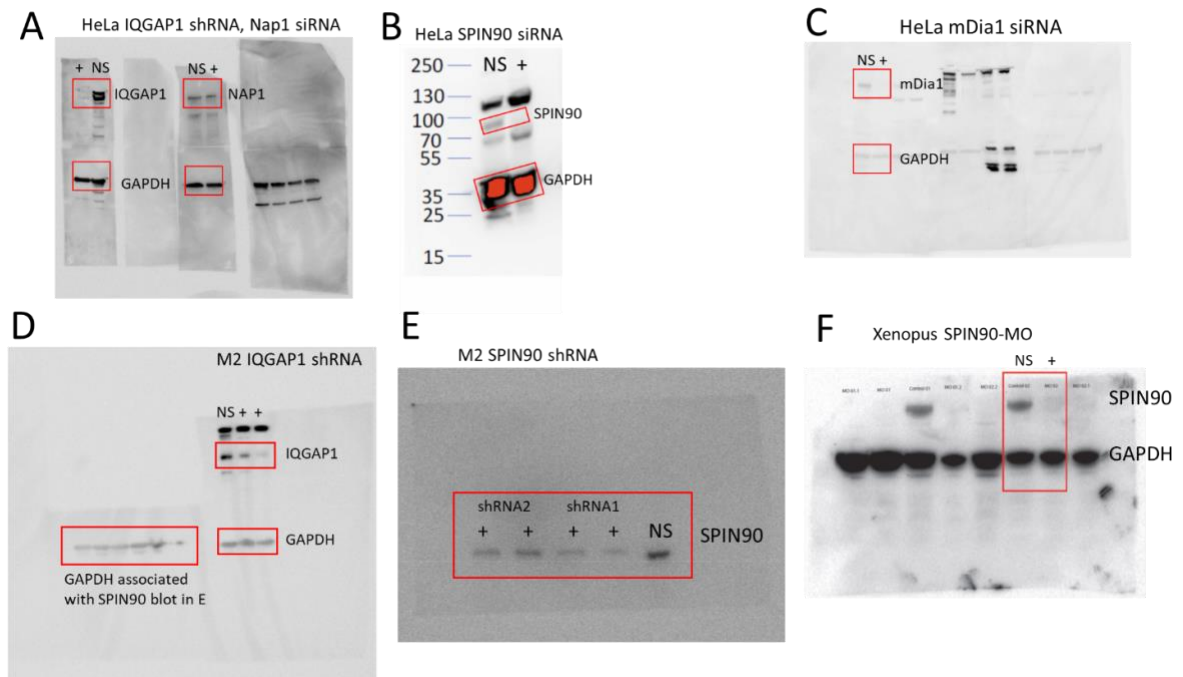 A
HeLa IQGAP1 shRNA, Nap1 siRNA
+ NS
IQGAP1
NS +
NAP1
GAPDH
B
HeLa SPIN90 siRNA
NS +
250
130
100
70
55
35
25
15
SPIN90
GAPDH
C
HeLa mDia1 siRNA
NS +
mDia1
GAPDH
D
M2 IQGAP1 shRNA
NS + +
IQGAP1
GAPDH
GAPDH associated
with SPIN90 blot in E
E
M2 SPIN90 shRNA
shRNA2 shRNA1
+ + + + NS
SPIN90
F
Xenopus SPIN90-MO
NS +
SPIN90
GAPDH